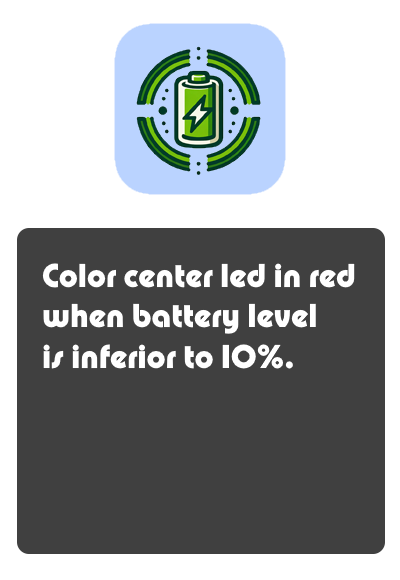 Color center led in red
when battery level
is inferior to 10%.